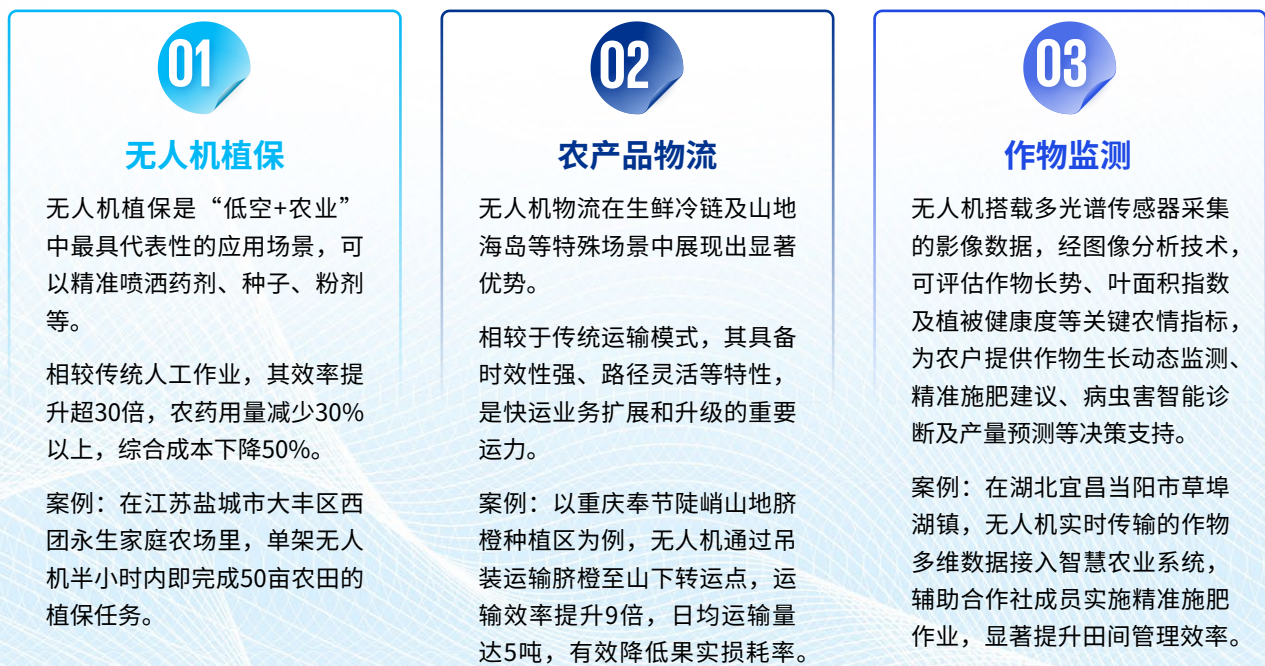 01
无人机植保
无人机植保是“低空+农业”
中最具代表性的应用场景，可
以精准喷洒药剂、种子、粉剂
等。
相较传统人工作业，其效率提
升超30倍，农药用量减少30%
以上，综合成本下降50%。
案例：在江苏盐城市大丰区西
团永生家庭农场里，单架无人
机半小时内即完成50亩农田的
植保任务。
02
农产品物流
无人机物流在生鲜冷链及山地
海岛等特殊场景中展现出显著
优势。
相较于传统运输模式，其具备
时效性强、路径灵活等特性，
是快运业务扩展和升级的重要
运力。
案例：以重庆奉节陡峭山地脐
橙种植区为例，无人机通过吊
装运输脐橙至山下转运点，运
输效率提升9倍，日均运输量
达5吨，有效降低果实损耗率。
03
作物监测
无人机搭载多光谱传感器采集
的影像数据，经图像分析技术，
可评估作物长势、叶面积指数
及植被健康度等关键农情指标，
为农户提供作物生长动态监测、
精准施肥建议、病虫害智能诊
断及产量预测等决策支持。
案例：在湖北宜昌当阳市草埠
湖镇，无人机实时传输的作物
多维数据接入智慧农业系统，
辅助合作社成员实施精准施肥
作业，显著提升田间管理效率。